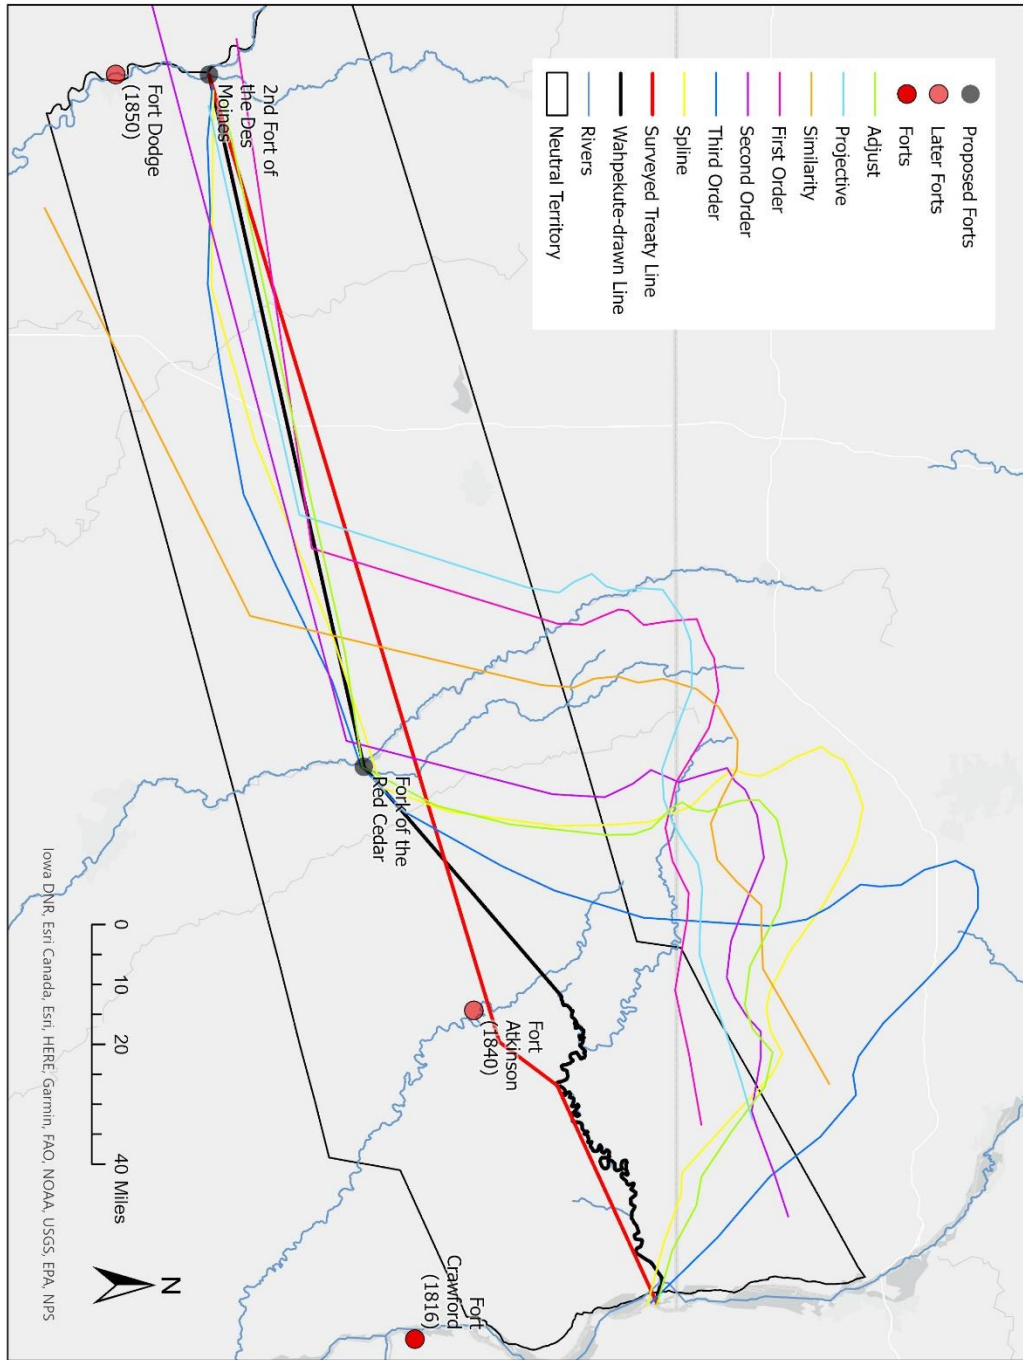 Proposed Forts
Later Forts
Forts
Adjust
Projective
Similarity
First Order
Second Order
Third Order
Spline
Surveyed Treaty Line
Wahpekute-drawn Line
Rivers
Neutral Territory
2nd Fort of
the Des
Moines
Fort Dodge
(1850)
Fork of the
Red Cedar
Fort
Atkinson
(1840)
Fort
Crawford
(1816)
0 10 20 40 Miles
N
Iowa DNR, Esri Canada, Esri, HERE, Garmin, FAO, NOAA, USGS, EPA, NPS